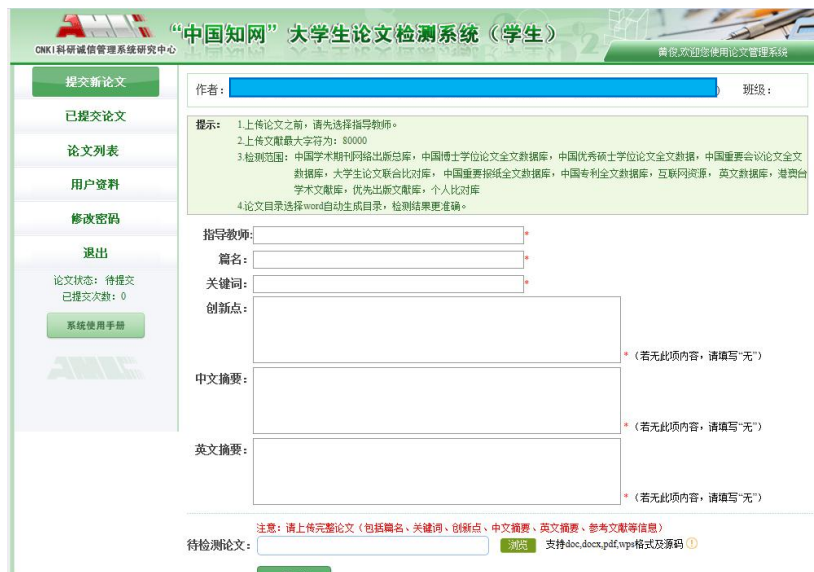 CNKI科研诚信管理系统研究中心
“中国知网”大学生论文检测系统（学生）
黄俊,欢迎您使用论文管理系统
提交新论文
已提交论文
论文列表
用户资料
修改密码
退出
论文状态：待提交
已提交次数：0
系统使用手册
作者：
) 班级：
提示： 1.上传论文之前，请先选择指导教师。
2.上传文献最大字符为：80000
3.检测范围：中国学术期刊网络出版总库，中国博士学位论文全文数据库，中国优秀硕士学位论文全文数据，中国重要会议论文全文
数据库，大学生论文联合比对库， 中国重要报纸全文数据库，中国专利全文数据库，互联网资源， 英文数据库，港澳台
学术文献库，优先出版文献库，个人比对库
4.论文目录选择word自动生成目录，检测结果更准确。
指导教师: *
篇名： *
关键词： *
创新点：
*（若无此项内容，请填写“无”）
中文摘要：
*（若无此项内容，请填写“无”）
英文摘要：
*（若无此项内容，请填写“无”）
注意：请上传完整论文（包括篇名、关键词、创新点、中文摘要、英文摘要、参考文献等信息）
待检测论文： 浏览 支持doc,docx,pdf,wps格式及源码